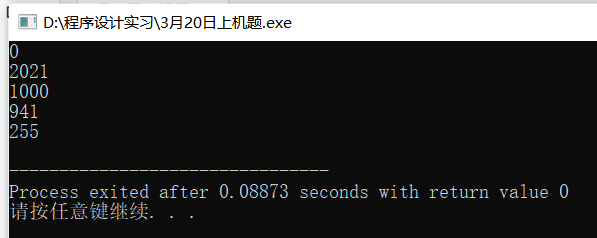 D:\程序设计实习\3月20日上机题.exe
0
2021
1000
941
255
--------------------------------
Process exited after 0.08873 seconds with return value 0
请按任意键继续. . .